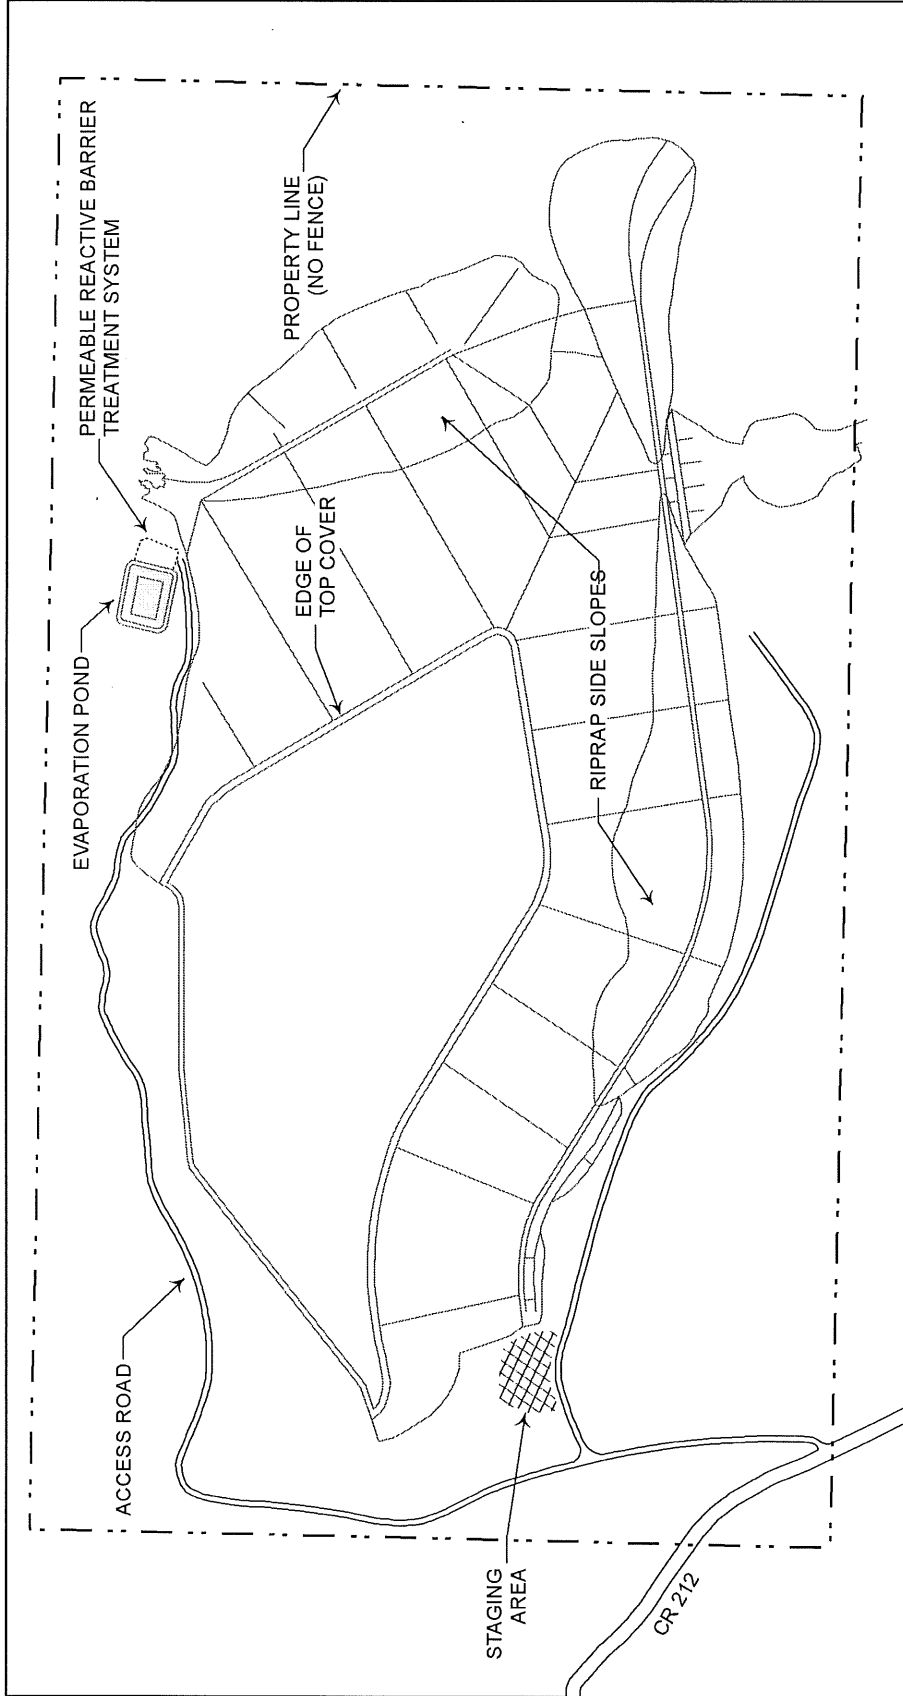 EVAPORATION POND
PERMEABLE REACTIVE BARRIER
TREATMENT SYSTEM
ACCESS ROAD
PROPERTY LINE
(NO FENCE)
EDGE OF
TOP COVER
STAGING
AREA
RIPRAP SIDE SLOPES
CR 212